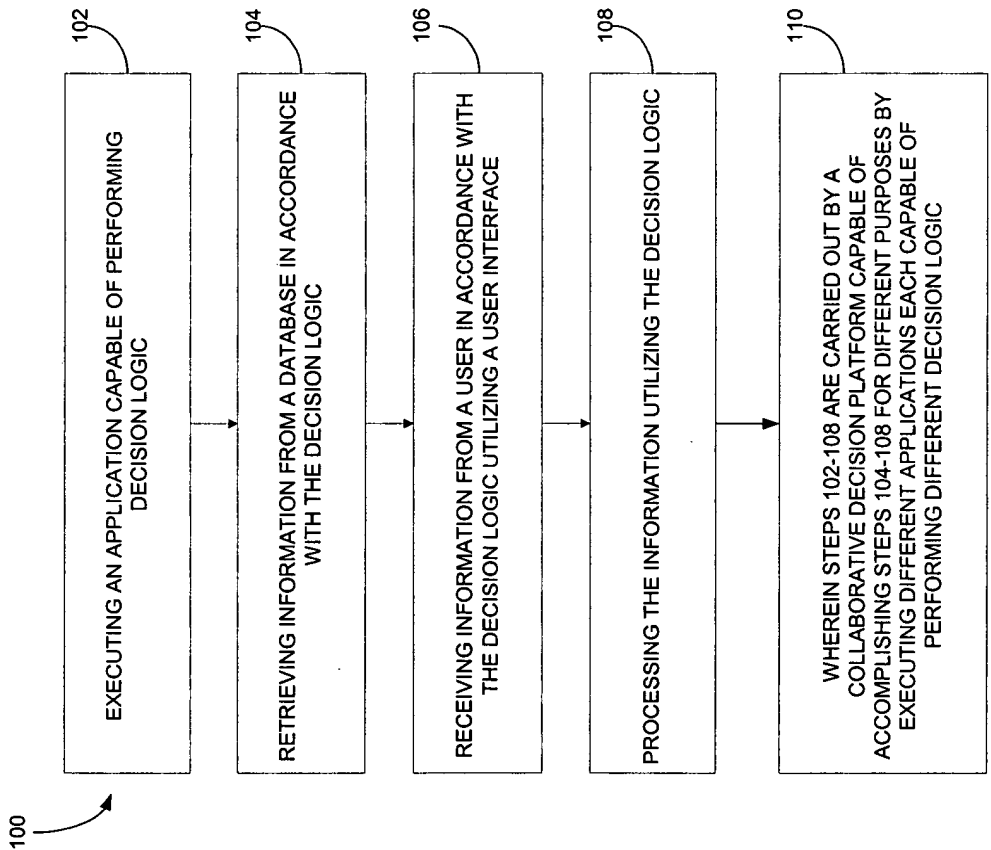 100
102
EXECUTING AN APPLICATION CAPABLE OF PERFORMING
DECISION LOGIC
104
RETRIEVING INFORMATION FROM A DATABASE IN ACCORDANCE
WITH THE DECISION LOGIC
106
RECEIVING INFORMATION FROM A USER IN ACCORDANCE WITH
THE DECISION LOGIC UTILIZING A USER INTERFACE
108
PROCESSING THE INFORMATION UTILIZING THE DECISION LOGIC
110
WHEREIN STEPS 102-108 ARE CARRIED OUT BY A
COLLABORATIVE DECISION PLATFORM CAPABLE OF
ACCOMPLISHING STEPS 104-108 FOR DIFFERENT PURPOSES BY
EXECUTING DIFFERENT APPLICATIONS EACH CAPABLE OF
PERFORMING DIFFERENT DECISION LOGIC